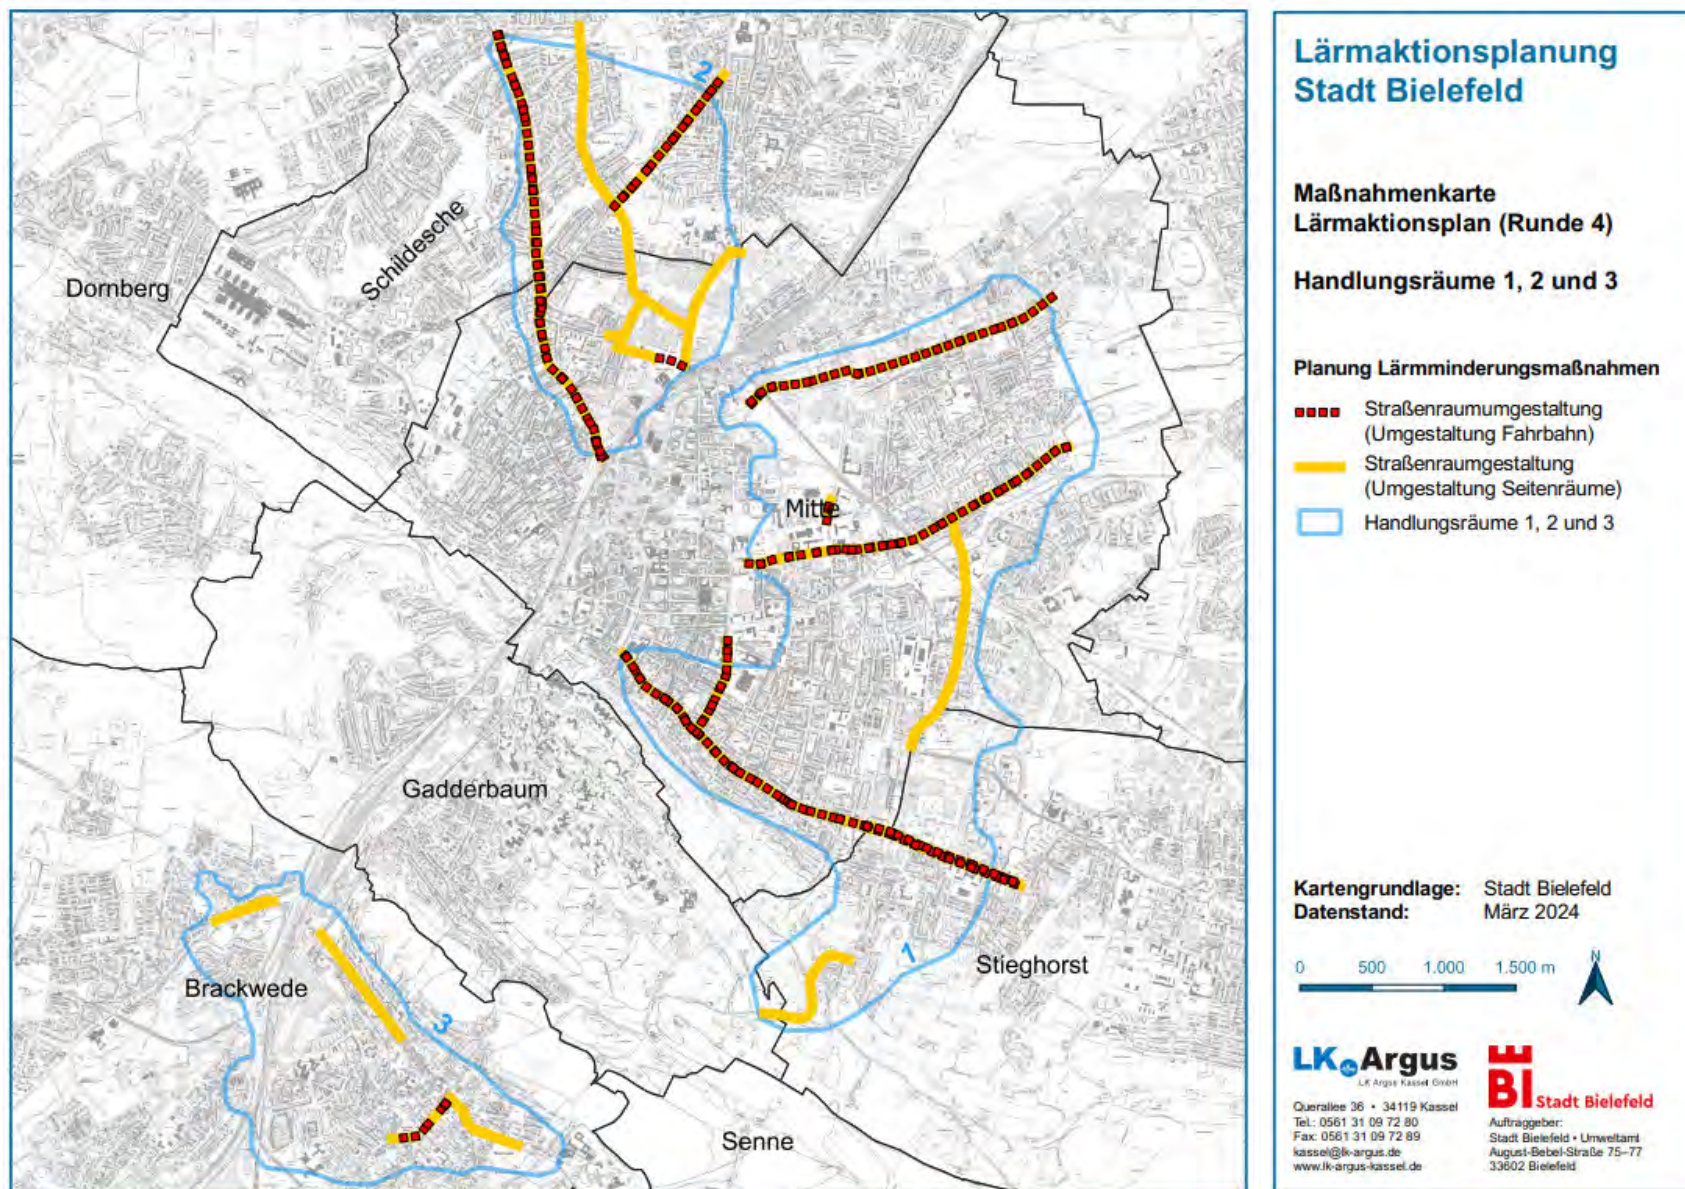 2
Schildesche
Dornberg
Mitte
Gadderbaum
1
Stieghorst
Brackwede
3
Senne
Lärmaktionsplanung
Stadt Bielefeld
Maßnahmenkarte
Lärmaktionsplan (Runde 4)
Handlungsräume 1, 2 und 3
Planung Lärmminderungsmaßnahmen
Straßenraumumgestaltung
(Umgestaltung Fahrbahn)
Straßenraumgestaltung
(Umgestaltung Seitenräume)
Handlungsräume 1, 2 und 3
Kartengrundlage: Stadt Bielefeld
Datenstand: März 2024
0 500 1.000 1.500 m
N
LK Argus
LK Argus Kassel GmbH
Querallee 36 • 34119 Kassel
Tel.: 0561 31 09 72 80
Fax: 0561 31 09 72 89
kassel@lk-argus.de
www.lk-argus-kassel.de
BI Stadt Bielefeld
Auftraggeber:
Stadt Bielefeld • Umweltamt
August-Bebel-Straße 75–77
33602 Bielefeld